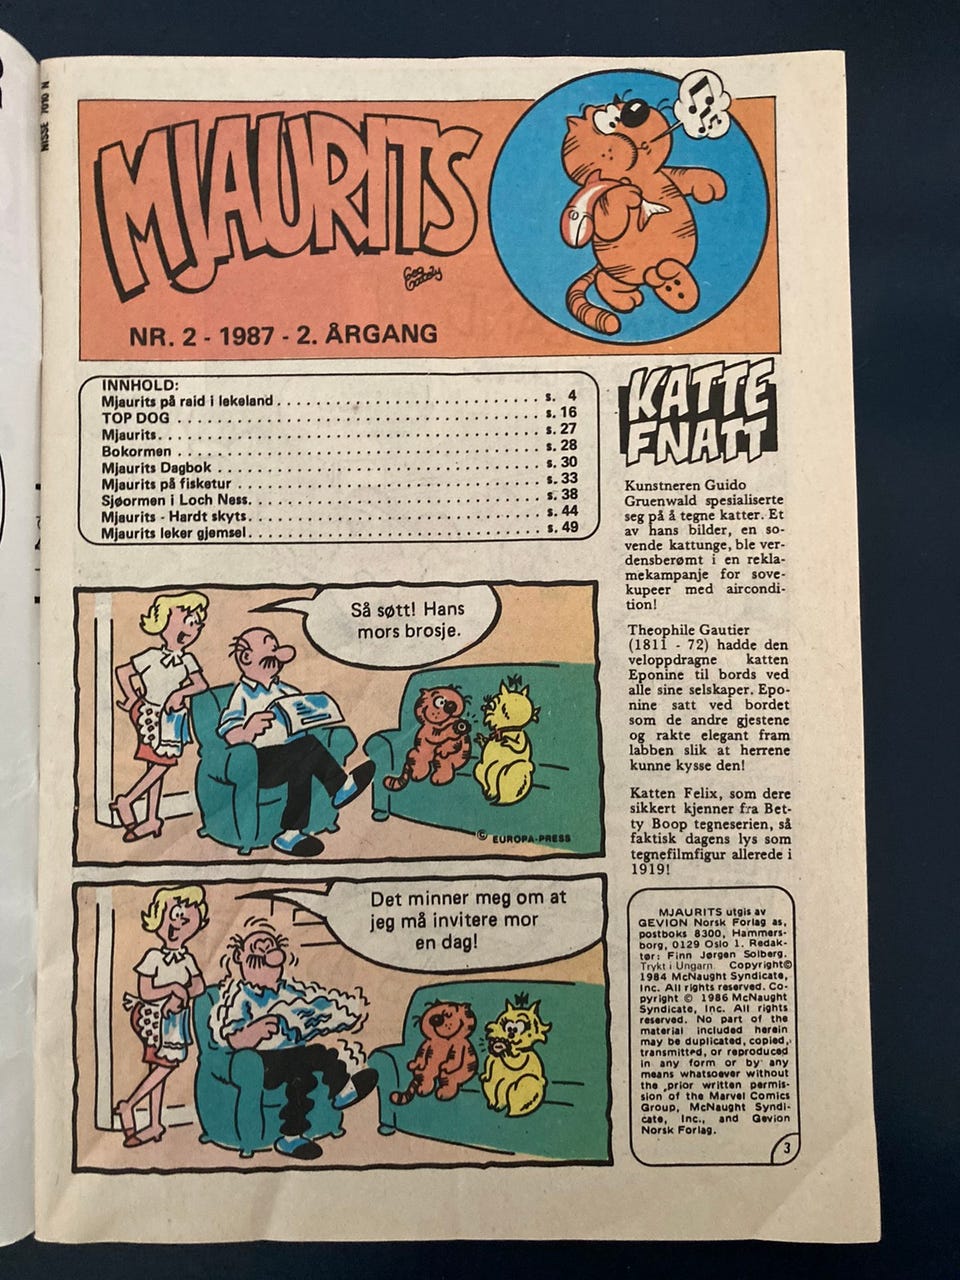 NISSE 7010 N
MJAURITS
NR. 2 - 1987 - 2. ÅRGANG
INNHOLD:
Mjaurits på raid i lekeland . . . . . . . . . . . . . . . . s. 4
TOP DOG . . . . . . . . . . . . . . . . s. 16
Mjaurits. . . . . . . . . . . . . . . . s. 27
Bokormen . . . . . . . . . . . . . . . . s. 28
Mjaurits Dagbok . . . . . . . . . . . . . . . . s. 30
Mjaurits på fisketur . . . . . . . . . . . . . . . . s. 33
Sjøormen i Loch Ness. . . . . . . . . . . . . . . . s. 38
Mjaurits - Hardt skyts. . . . . . . . . . . . . . . . s. 44
Mjaurits leker gjemsel. . . . . . . . . . . . . . . . s. 49
Så søtt! Hans
mors brosje.
© EUROPA-PRESS
Det minner meg om at
jeg må invitere mor
en dag!
KATTE
FNATT
Kunstneren Guido
Gruenwald spesialiserte
seg på å tegne katter. Et
av hans bilder, en so-
vende kattunge, ble ver-
densberømt i en rekla-
mekampanje for sove-
kupeer med aircondi-
tion!
Theophile Gautier
(1811 - 72) hadde den
veloppdragne katten
Eponine til bords ved
alle sine selskaper. Epo-
nine satt ved bordet
som de andre gjestene
og rakte elegant fram
labben slik at herrene
kunne kysse den!
Katten Felix, som dere
sikkert kjenner fra Bet-
ty Boop tegneserien, så
faktisk dagens lys som
tegnefilmfigur allerede i
1919!
MJAURITS utgis av
GEVION Norsk Forlag as,
postboks 8300, Hammers-
borg, 0129 Oslo 1. Redak-
tør: Finn Jørgen Solberg.
Trykt i Ungarn. Copyright©
1984 McNaught Syndicate,
Inc. All rights reserved. Co-
pyright © 1986 McNaught
Syndicate, Inc. All rights
reserved. No part of the
material included herein
may be duplicated, copied,
transmitted, or reproduced
in any form or by any
means whatsoever without
the prior written permis-
sion of the Marvel Comics
Group, McNaught Syndi-
cate, Inc., and Gevion
Norsk Forlag.
3